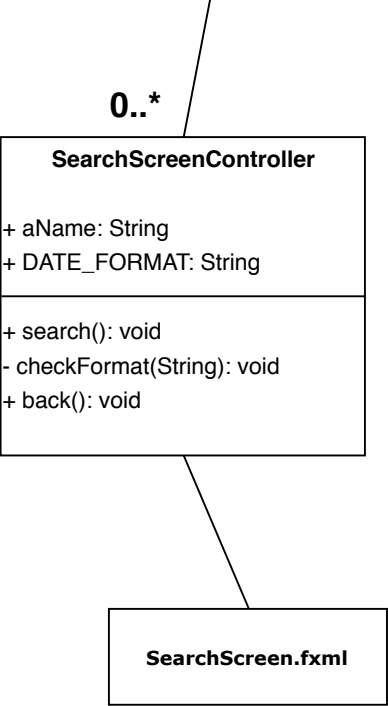 0..*
SearchScreenController
+ aName: String
+ DATE_FORMAT: String
+ search(): void
- checkFormat(String): void
+ back(): void
SearchScreen.fxml